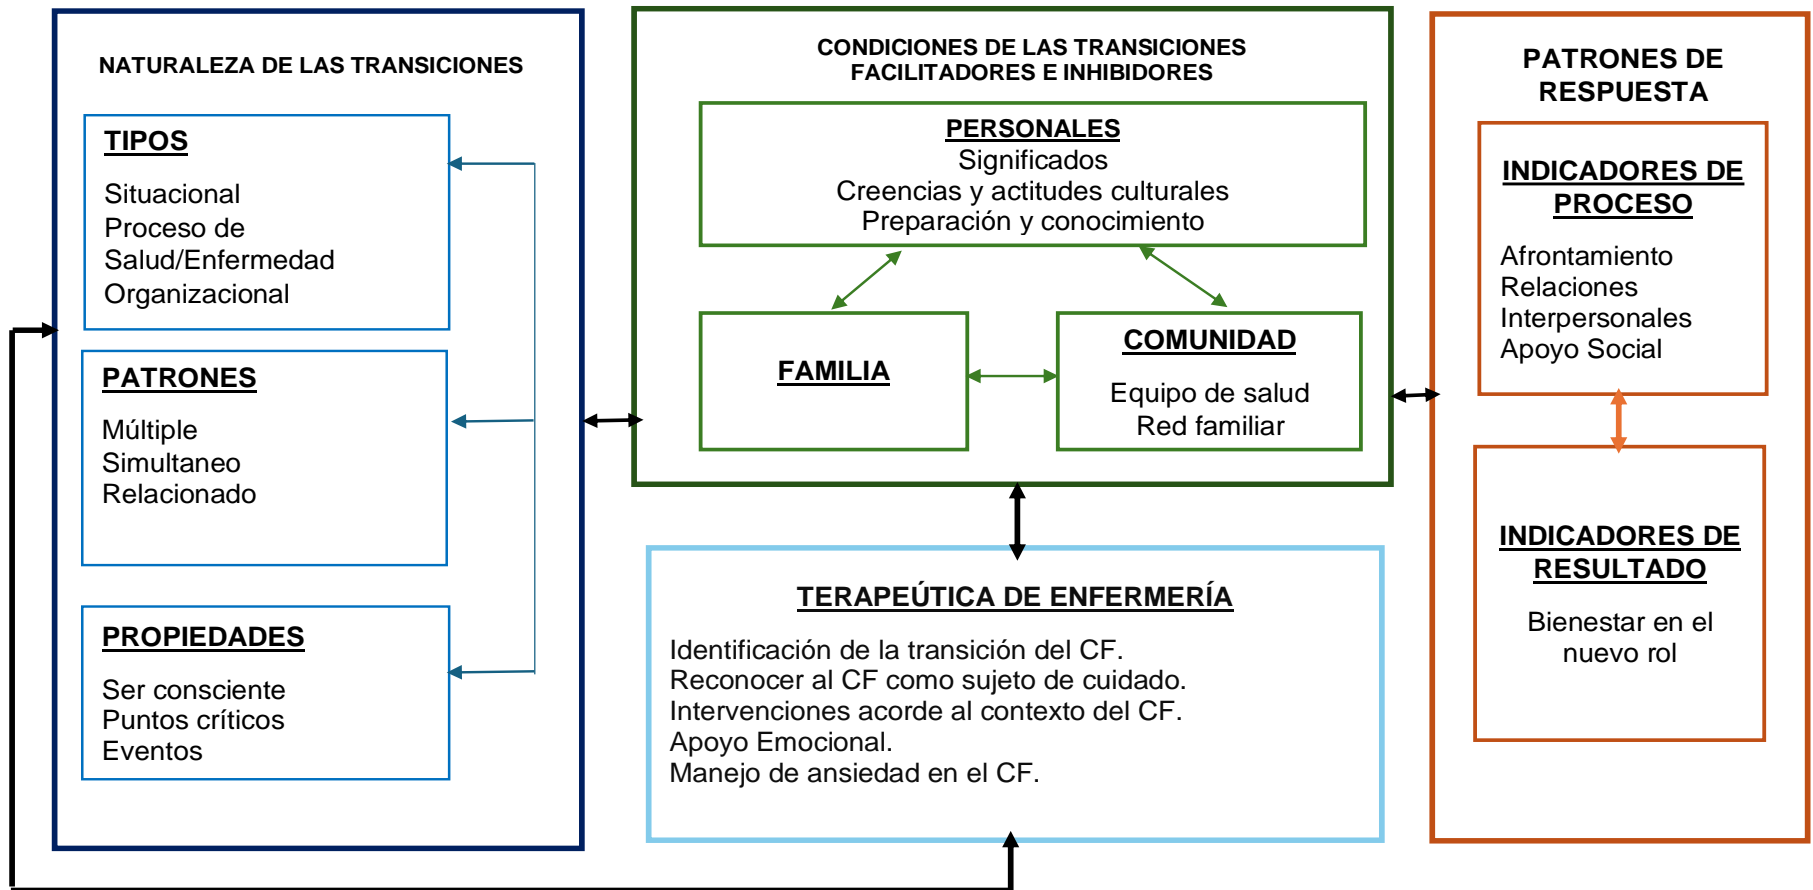 NATURALEZA DE LAS TRANSICIONES
TIPOS
Situacional
Proceso de
Salud/Enfermedad
Organizacional
PATRONES
Múltiple
Simultaneo
Relacionado
PROPIEDADES
Ser consciente
Puntos críticos
Eventos
CONDICIONES DE LAS TRANSICIONES
FACILITADORES E INHIBIDORES
PERSONALES
Significados
Creencias y actitudes culturales
Preparación y conocimiento
FAMILIA
COMUNIDAD
Equipo de salud
Red familiar
TERAPEÚTICA DE ENFERMERÍA
Identificación de la transición del CF.
Reconocer al CF como sujeto de cuidado.
Intervenciones acorde al contexto del CF.
Apoyo Emocional.
Manejo de ansiedad en el CF.
PATRONES DE
RESPUESTA
INDICADORES DE
PROCESO
Afrontamiento
Relaciones
Interpersonales
Apoyo Social
INDICADORES DE
RESULTADO
Bienestar en el
nuevo rol